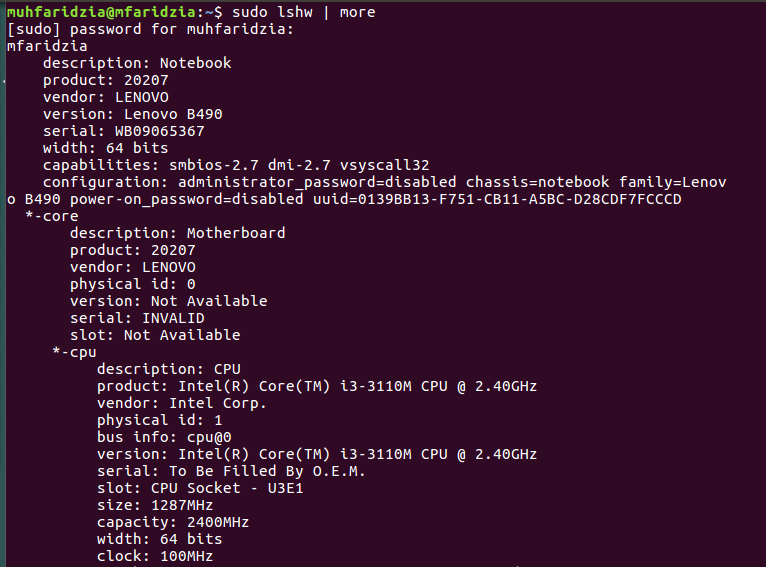 muhfaridzia@mfaridzia:~$ sudo lshw | more
[sudo] password for muhfaridzia:
mfaridzia
description: Notebook
product: 20207
vendor: LENOVO
version: Lenovo B490
serial: WB09065367
width: 64 bits
capabilities: smbios-2.7 dmi-2.7 vsyscall32
configuration: administrator_password=disabled chassis=notebook family=Lenov
o B490 power-on_password=disabled uuid=0139BB13-F751-CB11-A5BC-D28CDF7FCCCD
*-core
description: Motherboard
product: 20207
vendor: LENOVO
physical id: 0
version: Not Available
serial: INVALID
slot: Not Available
*-cpu
description: CPU
product: Intel(R) Core(TM) i3-3110M CPU @ 2.40GHz
vendor: Intel Corp.
physical id: 1
bus info: cpu@0
version: Intel(R) Core(TM) i3-3110M CPU @ 2.40GHz
serial: To Be Filled By O.E.M.
slot: CPU Socket - U3E1
size: 1287MHz
capacity: 2400MHz
width: 64 bits
clock: 100MHz